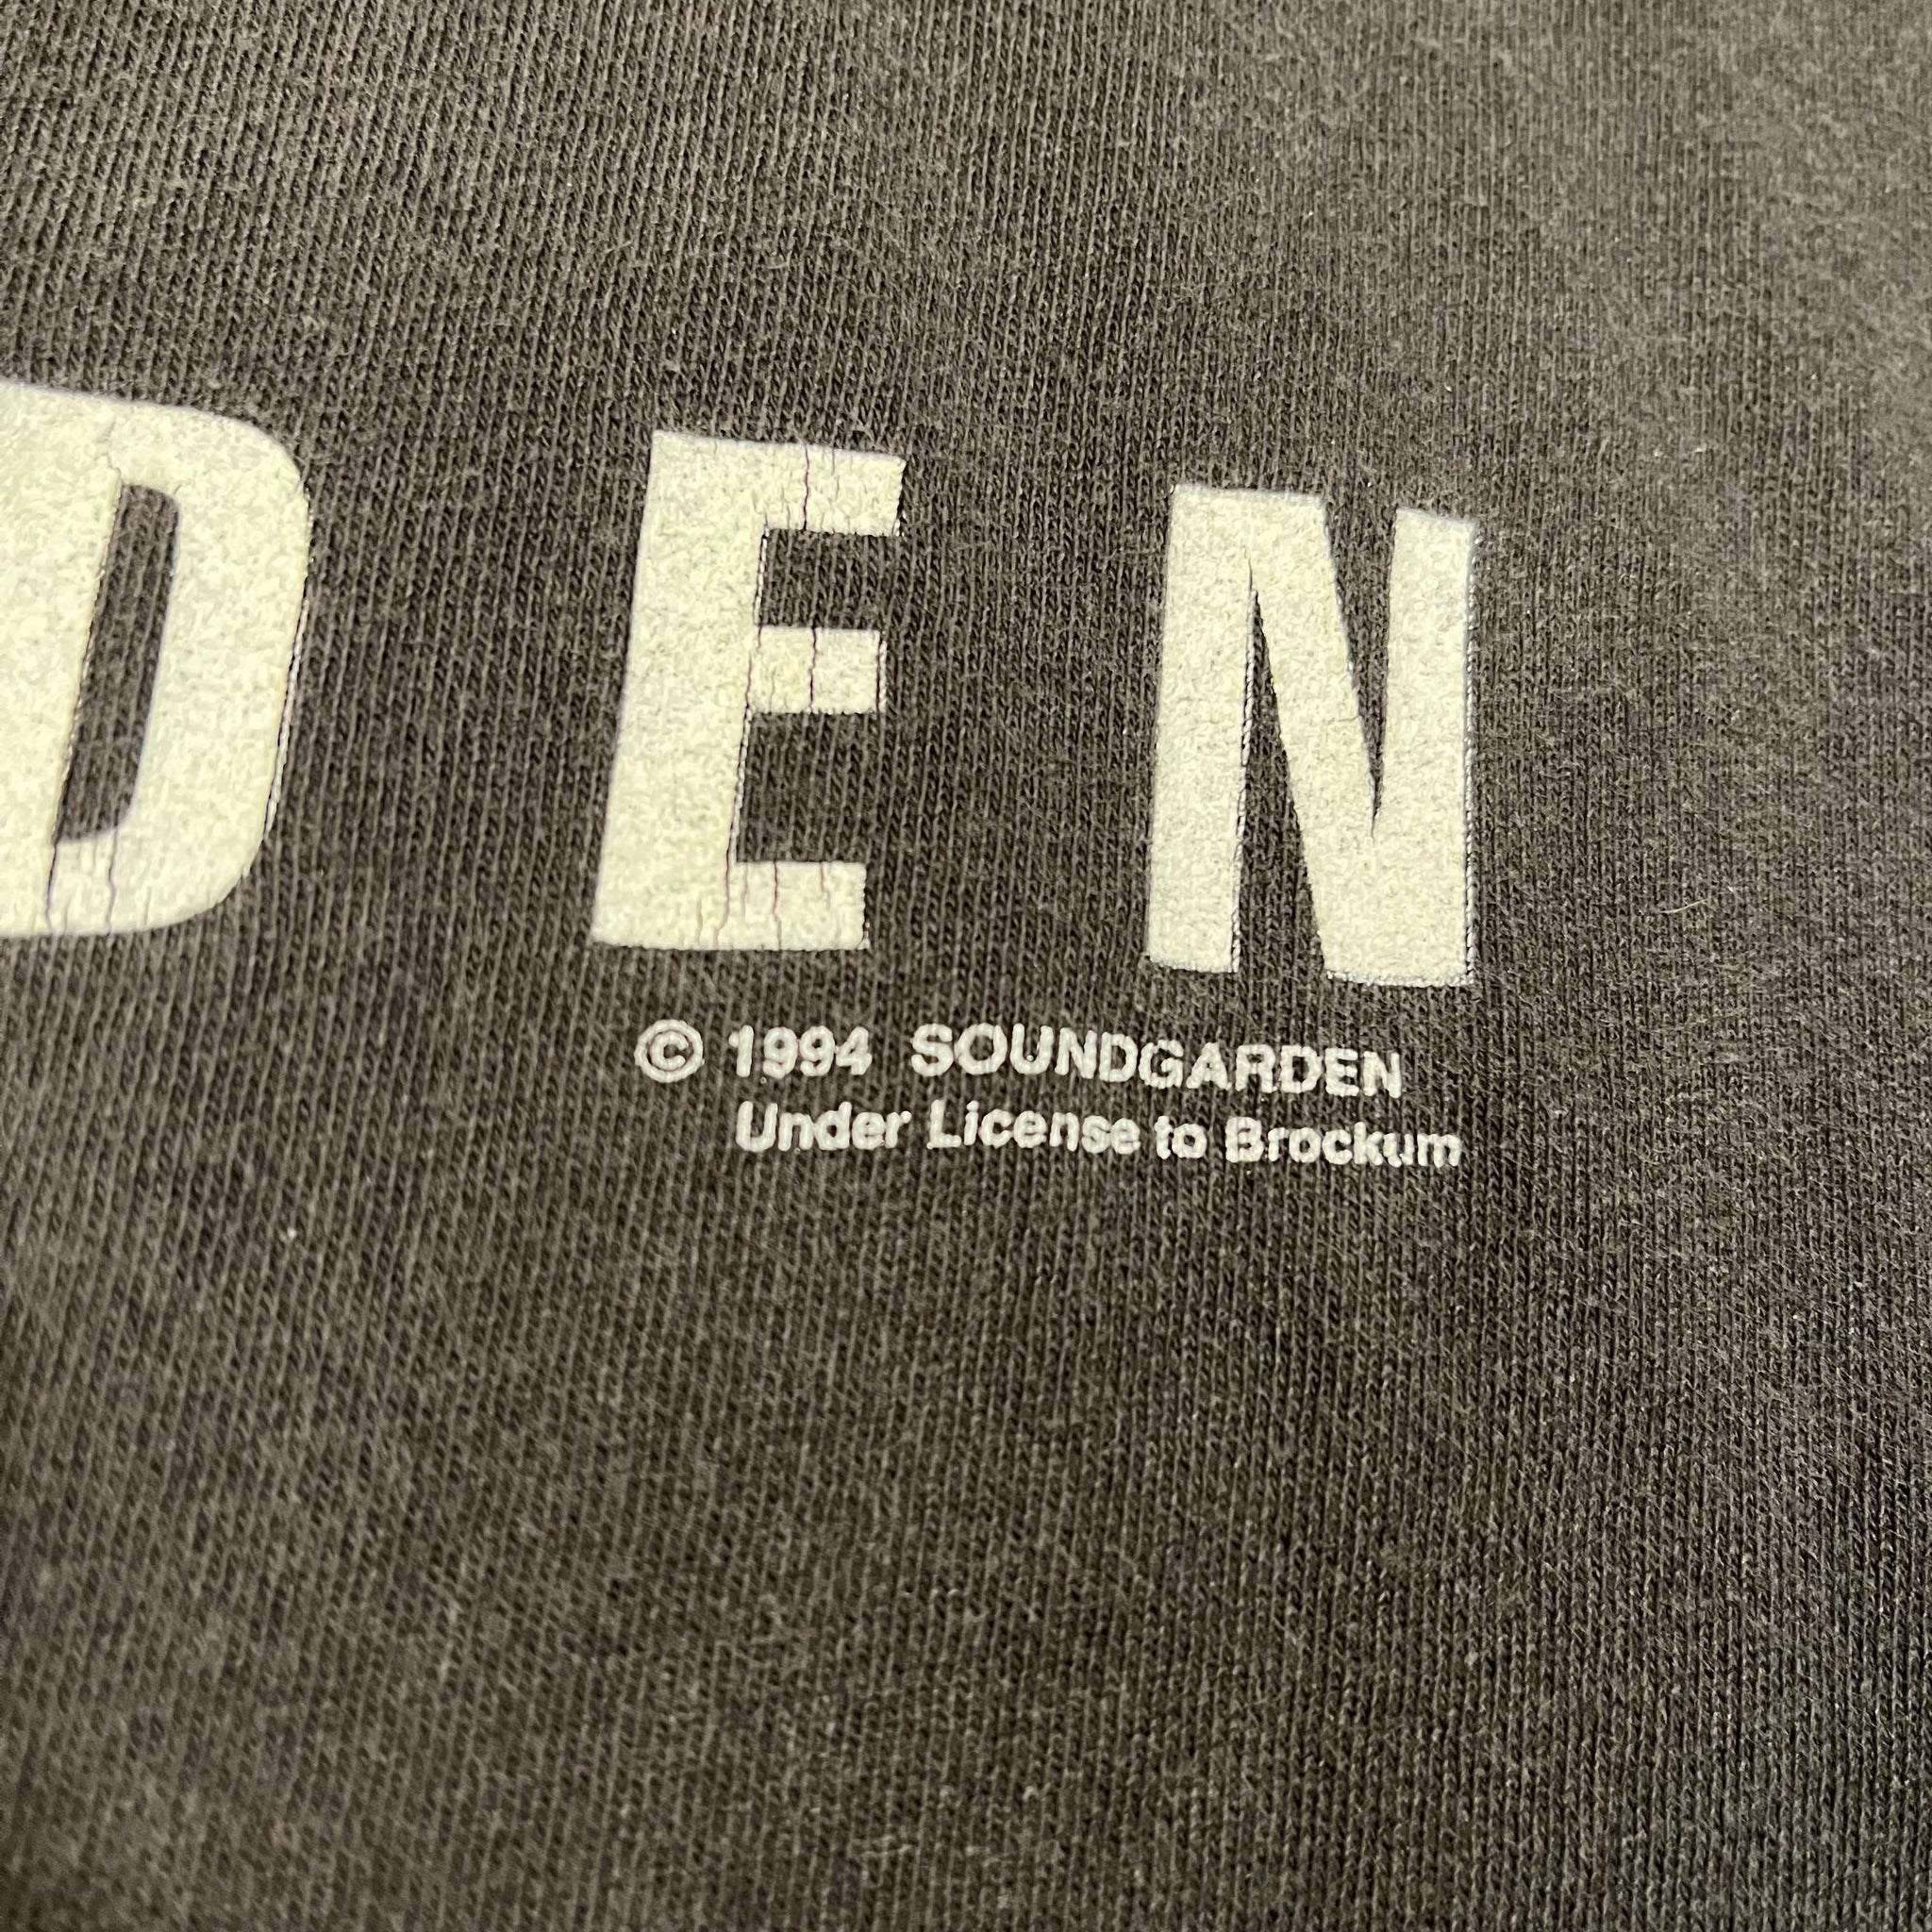 DEN
© 1994 SOUNDGARDEN
Under License to Brockum